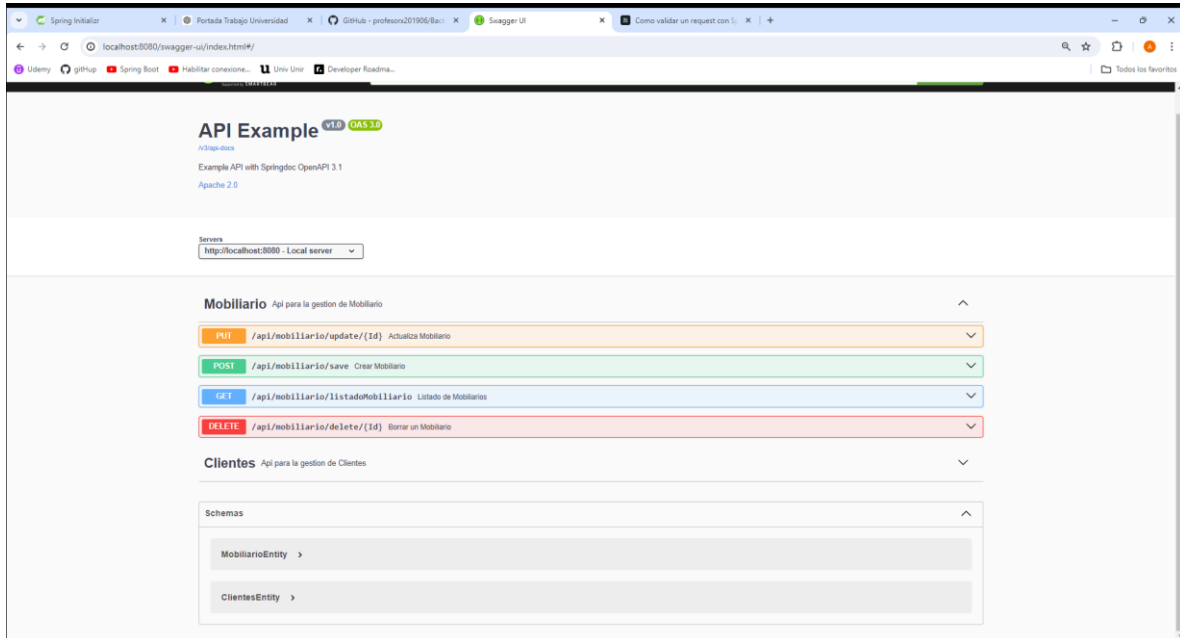 Spring Initializr
Portada Trabajo Universidad
GitHub - profesorx201906/Baci
Swagger UI
Como validar un request con Sp
localhost:8080/swagger-ui/index.html#/
Udemy
gitHup
Spring Boot
Habilitar conexione...
Univ Unir
Developer Roadma...
Todos los favoritos
Supported by SMARTBEAR
API Example v1.0 OAS 3.0
/v3/api-docs
Example API with Springdoc OpenAPI 3.1
Apache 2.0
Servers
http://localhost:8080 - Local server
Mobiliario Api para la gestion de Mobiliario
PUT /api/mobiliario/update/{Id} Actualiza Mobiliario
POST /api/mobiliario/save Crear Mobiliario
GET /api/mobiliario/listadoMobiliario Listado de Mobiliarios
DELETE /api/mobiliario/delete/{Id} Borrar un Mobiliario
Clientes Api para la gestion de Clientes
Schemas
MobiliarioEntity
ClientesEntity